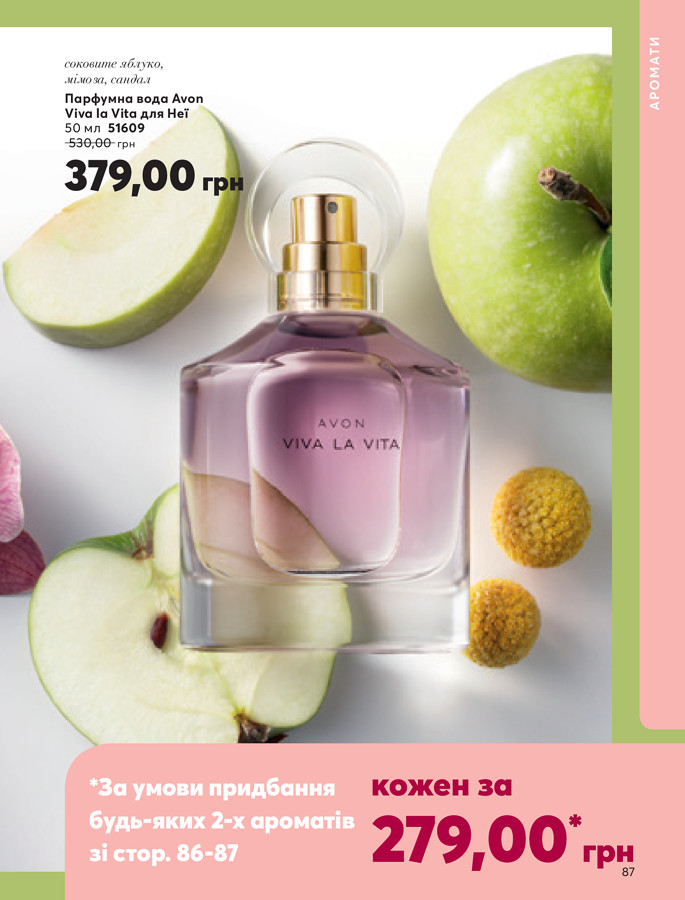 АРОМАТИ
соковите яблуко,
мімоза, сандал
Парфумна вода Avon
Viva la Vita для Неї
50 мл 51609
530,00 грн
379,00 грн
AVON
VIVA LA VITA
*За умови придбання
будь-яких 2-х ароматів
зі стор. 86-87
кожен за
279,00* грн
87